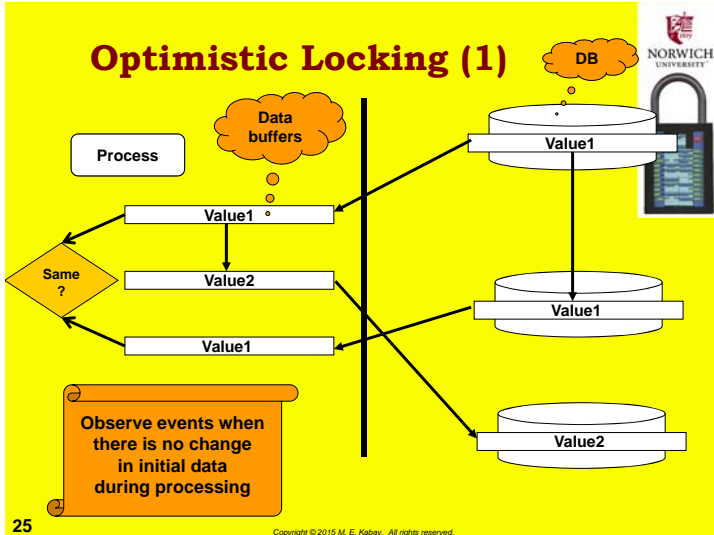 Optimistic Locking (1)
DB
NORWICH
UNIVERSITY
Data
buffers
Process
Value1
Value1
Same
?
Value2
Value1
Value1
Value2
Observe events when
there is no change
in initial data
during processing
25
Copyright © 2015 M. E. Kabay. All rights reserved.